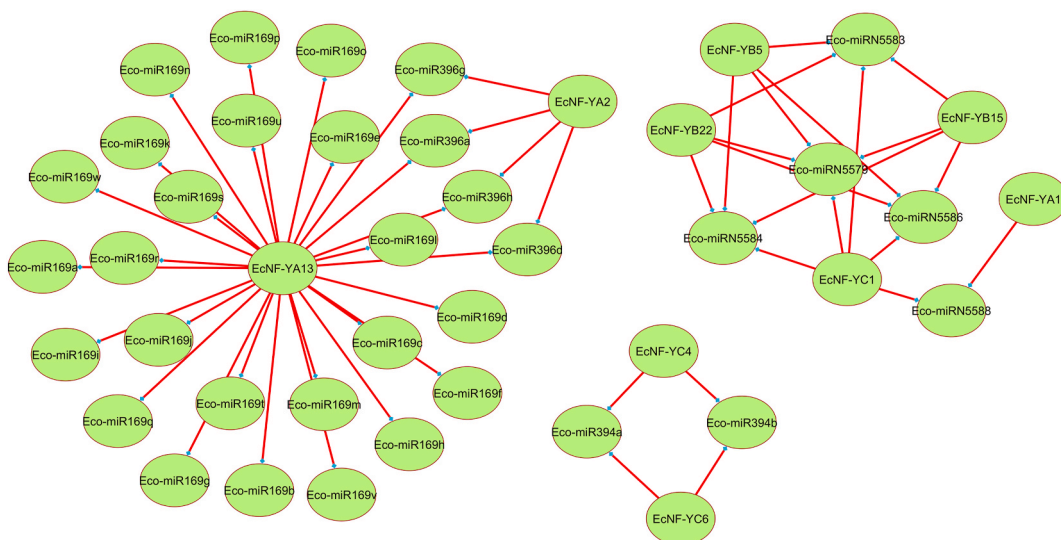 Eco-miR169p
Eco-miR169o
Eco-miR169n
Eco-miR396g
EcNF-YA2
Eco-miR169u
Eco-miR169e
Eco-miR396a
Eco-miR169k
Eco-miR169w
Eco-miR169s
Eco-miR396h
Eco-miR169l
Eco-miR396d
Eco-miR169a
Eco-miR169r
EcNF-YA13
Eco-miR169d
Eco-miR169i
Eco-miR169j
Eco-miR169c
Eco-miR169f
Eco-miR169q
Eco-miR169t
Eco-miR169m
Eco-miR169h
Eco-miR169g
Eco-miR169b
Eco-miR169v
EcNF-YB5
Eco-miRN5583
EcNF-YB22
EcNF-YB15
Eco-miRN5579
EcNF-YA1
Eco-miRN5584
Eco-miRN5586
EcNF-YC1
Eco-miRN5588
EcNF-YC4
Eco-miR394a
Eco-miR394b
EcNF-YC6